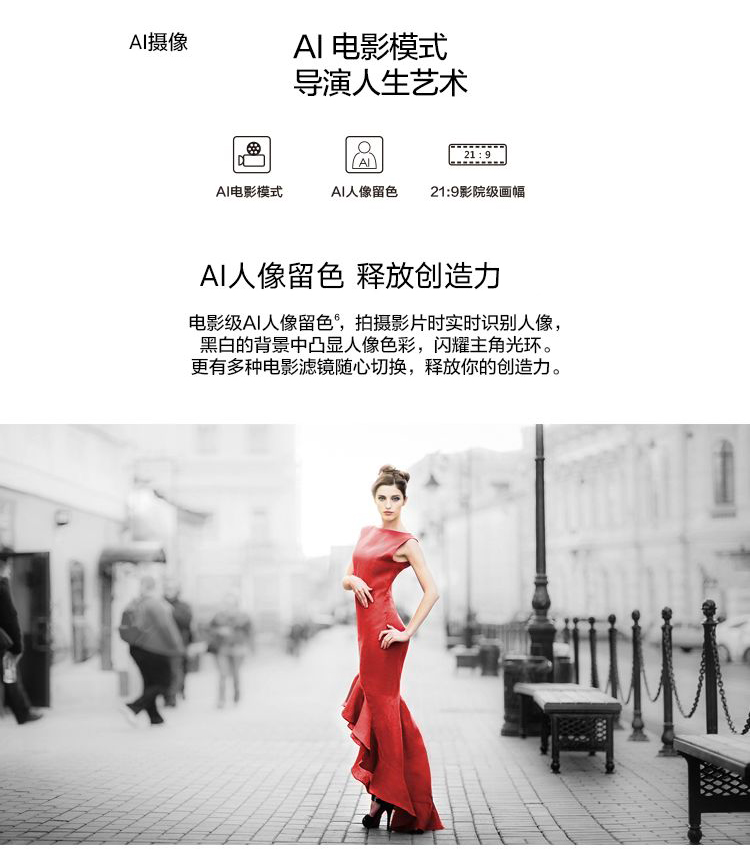 AI摄像
AI 电影模式
导演人生艺术
AI
21 : 9
AI电影模式
AI人像留色
21:9影院级画幅
AI人像留色 释放创造力
电影级AI人像留色6，拍摄影片时实时识别人像，
黑白的背景中凸显人像色彩，闪耀主角光环。
更有多种电影滤镜随心切换，释放你的创造力。